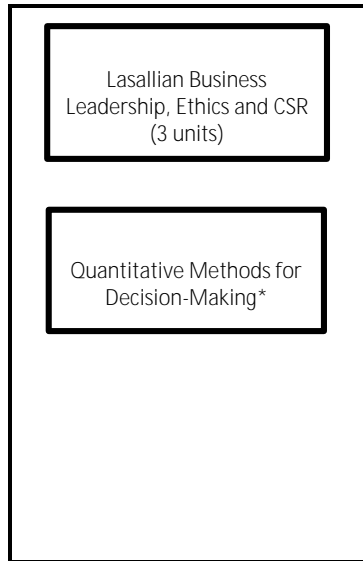 Lasallian Business
Leadership, Ethics and CSR
(3 units)
Quantitative Methods for
Decision-Making*